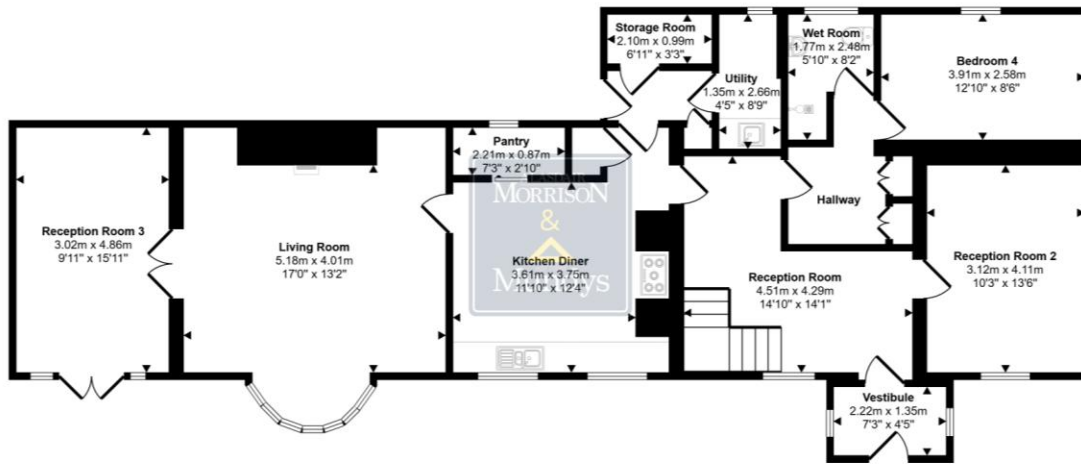 Storage Room
2.10m x 0.99m
6'11" x 3'3"
Utility
1.35m x 2.66m
4'5" x 8'9"
Wet Room
1.77m x 2.48m
5'10" x 8'2"
Bedroom 4
3.91m x 2.58m
12'10" x 8'6"
Pantry
2.21m x 0.87m
7'3" x 2'10"
MORRISON
&
Hallway
Reception Room 3
3.02m x 4.86m
9'11" x 15'11"
Living Room
5.18m x 4.01m
17'0" x 13'2"
Kitchen Diner
3.61m x 3.75m
11'10" x 12'4"
Reception Room
4.51m x 4.29m
14'10" x 14'1"
Reception Room 2
3.12m x 4.11m
10'3" x 13'6"
Vestibule
2.22m x 1.35m
7'3" x 4'5"